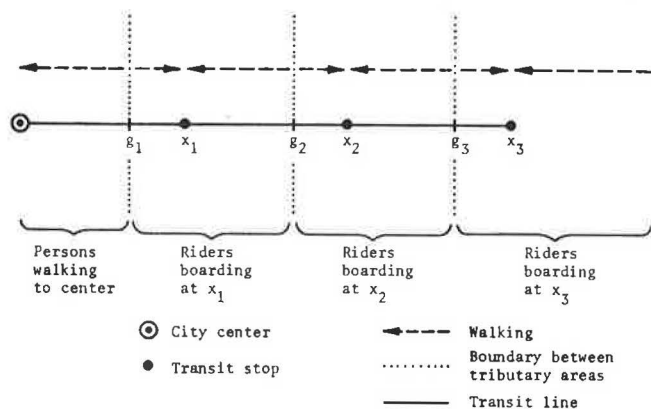 g1 x1 g2 x2 g3 x3
Persons walking to center
Riders boarding at x1
Riders boarding at x2
Riders boarding at x3
City center
Transit stop
Walking
Boundary between tributary areas
Transit line